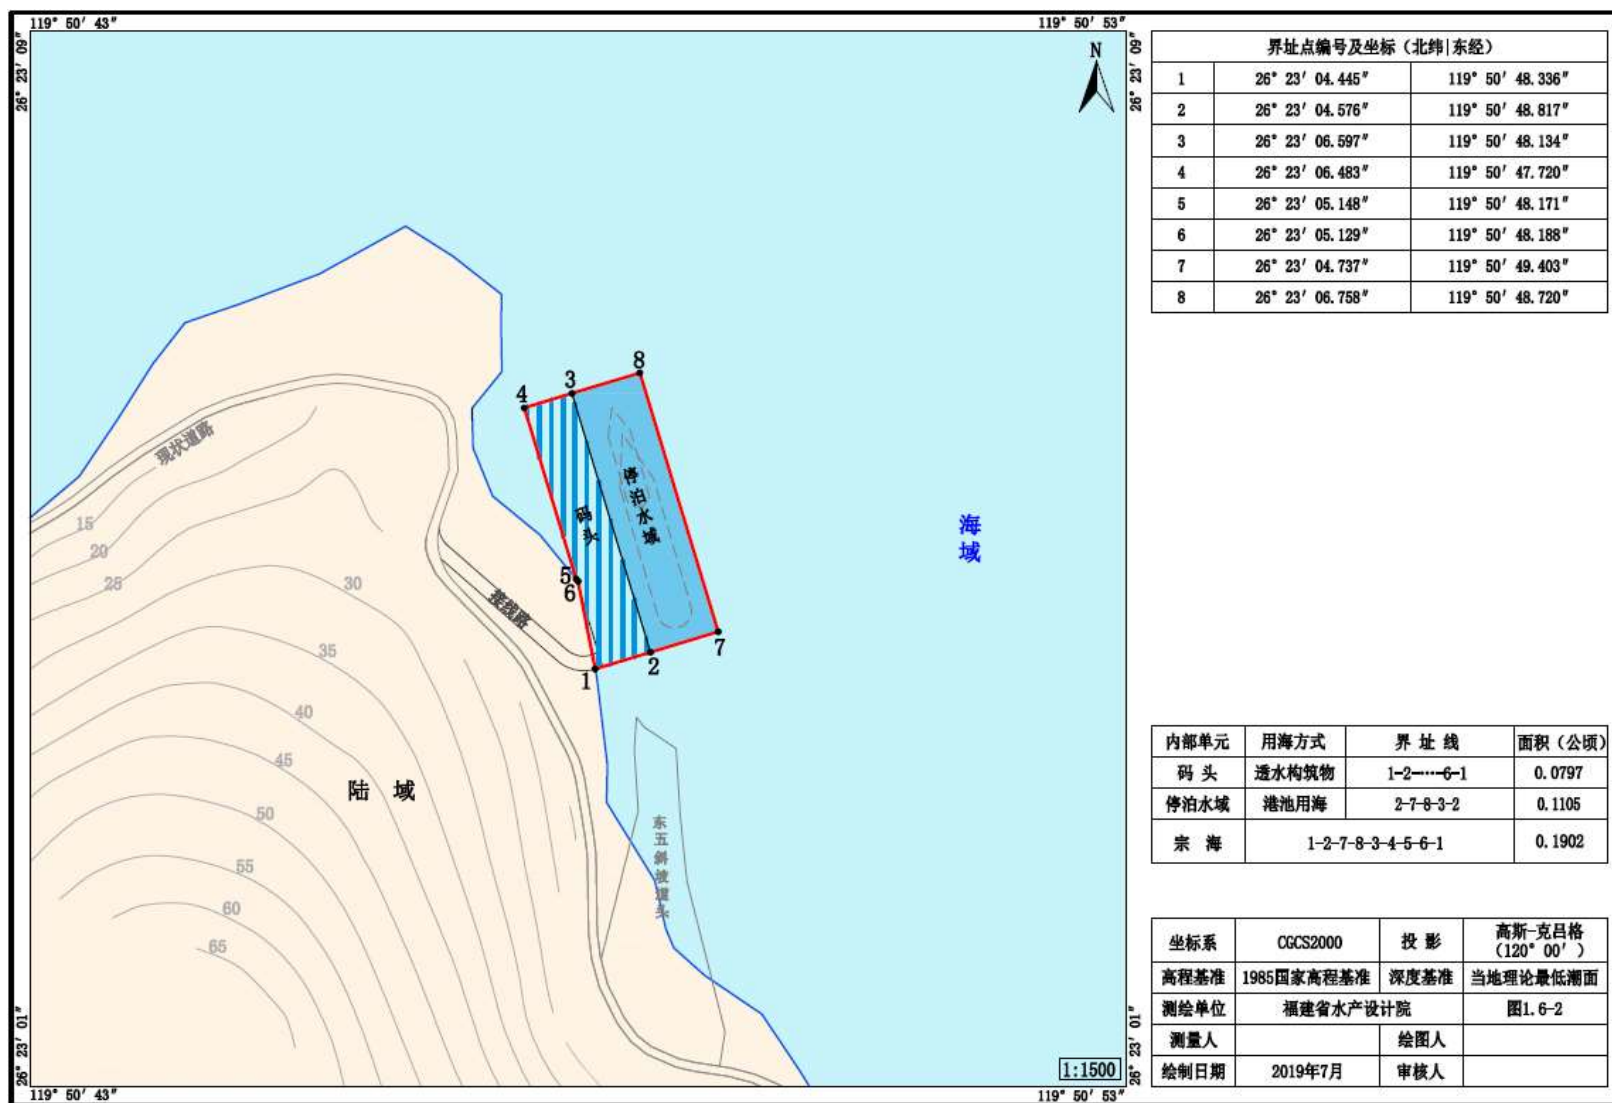 119° 50′ 43″
119° 50′ 53″
26° 23′ 09″
26° 23′ 09″
N
界址点编号及坐标（北纬|东经）
1 26° 23′ 04.445″ 119° 50′ 48.336″
2 26° 23′ 04.576″ 119° 50′ 48.817″
3 26° 23′ 06.597″ 119° 50′ 48.134″
4 26° 23′ 06.483″ 119° 50′ 47.720″
5 26° 23′ 05.148″ 119° 50′ 48.171″
6 26° 23′ 05.129″ 119° 50′ 48.188″
7 26° 23′ 04.737″ 119° 50′ 49.403″
8 26° 23′ 06.758″ 119° 50′ 48.720″
8
3
4
现状道路
停泊水域
码头
海域
15
20
25
30
5
6
接线路
7
2
1
35
40
45
陆 域
50
55
60
65
东五斜坡道头
内部单元 用海方式 界 址 线 面积（公顷）
码 头 透水构筑物 1-2-…-6-1 0.0797
停泊水域 港池用海 2-7-8-3-2 0.1105
宗 海 1-2-7-8-3-4-5-6-1 0.1902
坐标系 CGCS2000 投 影 高斯-克吕格
（120° 00′）
高程基准 1985国家高程基准 深度基准 当地理论最低潮面
测绘单位 福建省水产设计院 图1.6-2
测量人 绘图人
绘制日期 2019年7月 审核人
1:1500
26° 23′ 01″
26° 23′ 01″
119° 50′ 43″
119° 50′ 53″